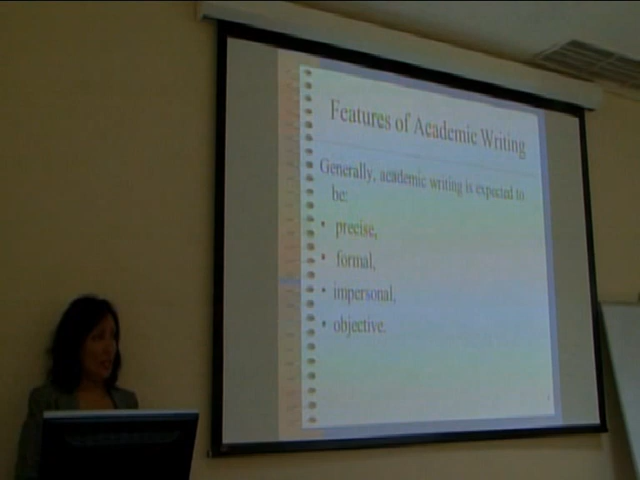 Features of Academic Writing
Generally, academic writing is expected to
be:
• precise,
• formal,
• impersonal,
• objective.